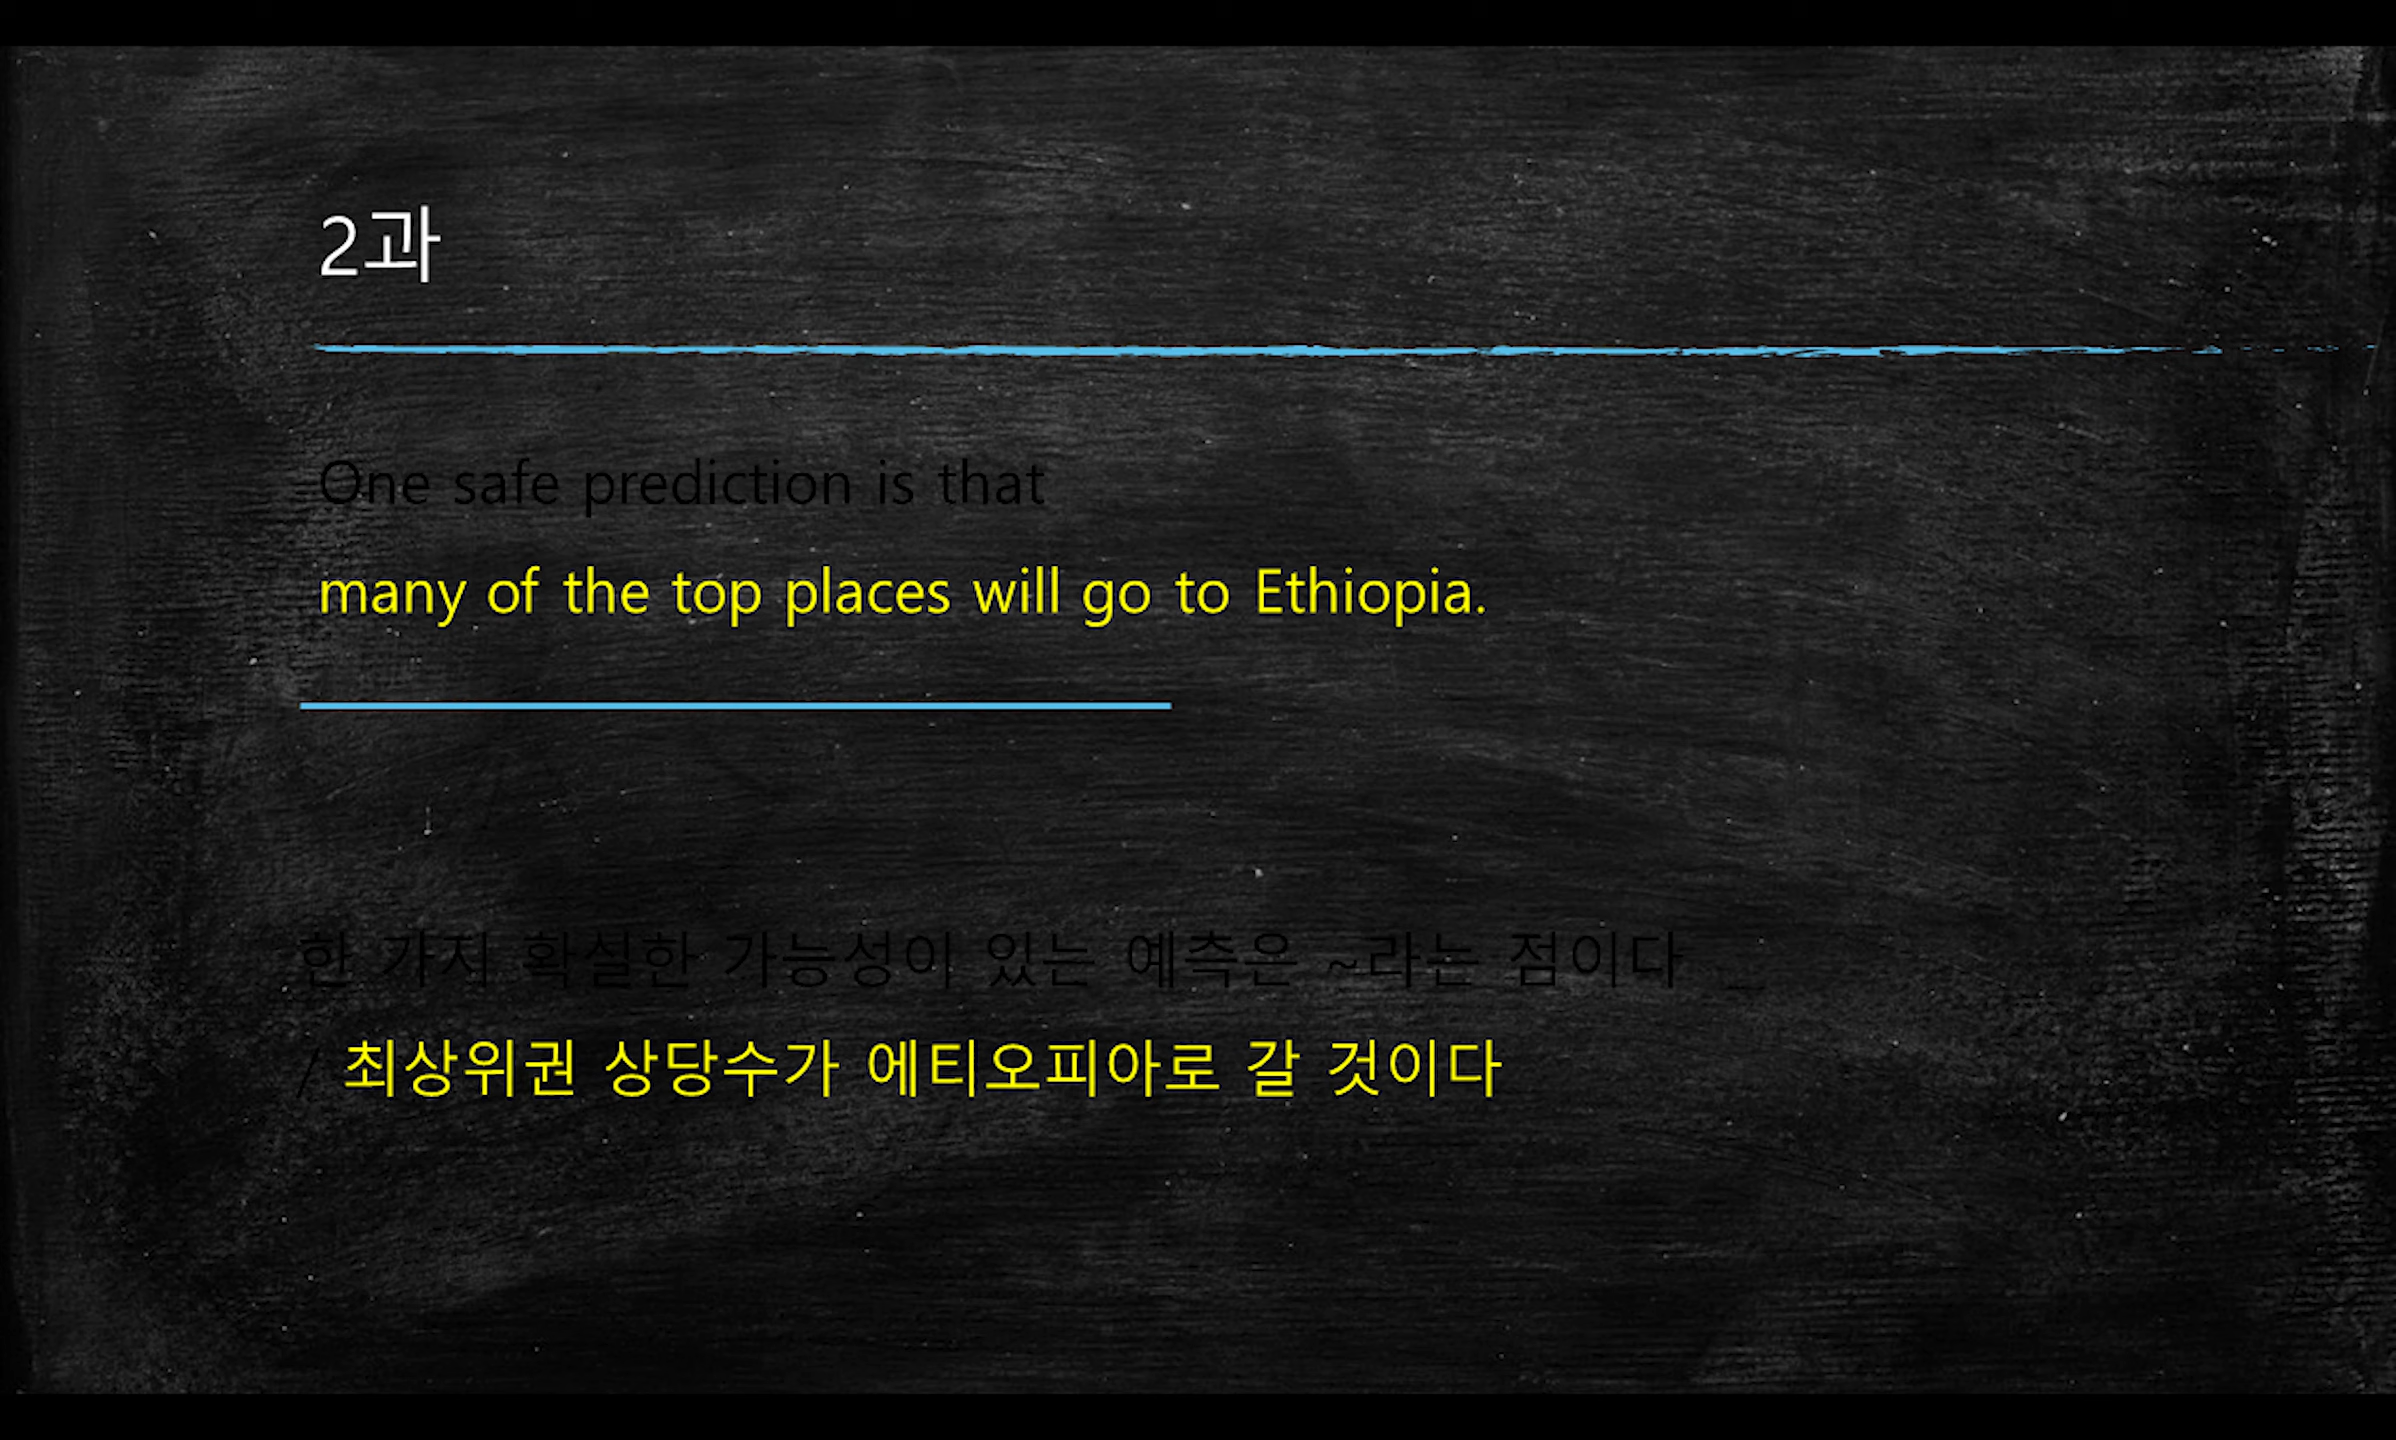 2과
One safe prediction is that
many of the top places will go to Ethiopia.
한 가지 확실한 가능성이 있는 예측은 ~라는 점이다
/ 최상위권 상당수가 에티오피아로 갈 것이다